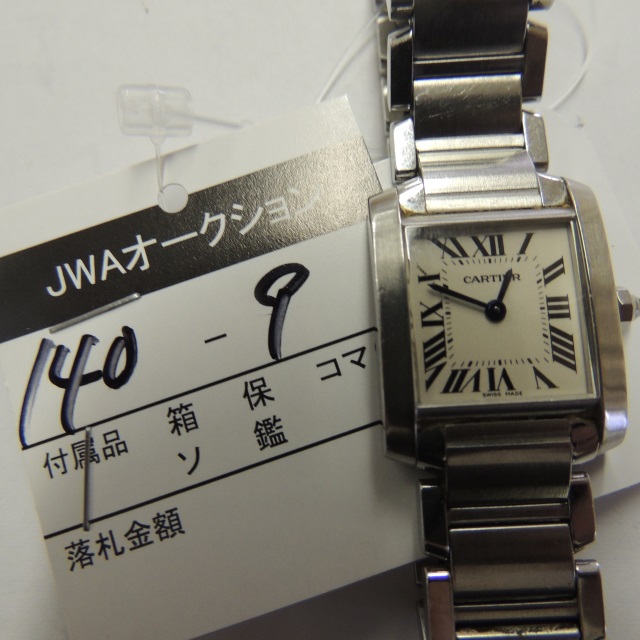 JWAオークション
140 - 9
付属品 箱 保 コマ
ソ 鑑
落札金額
XII
CARTIER
SWISS MADE